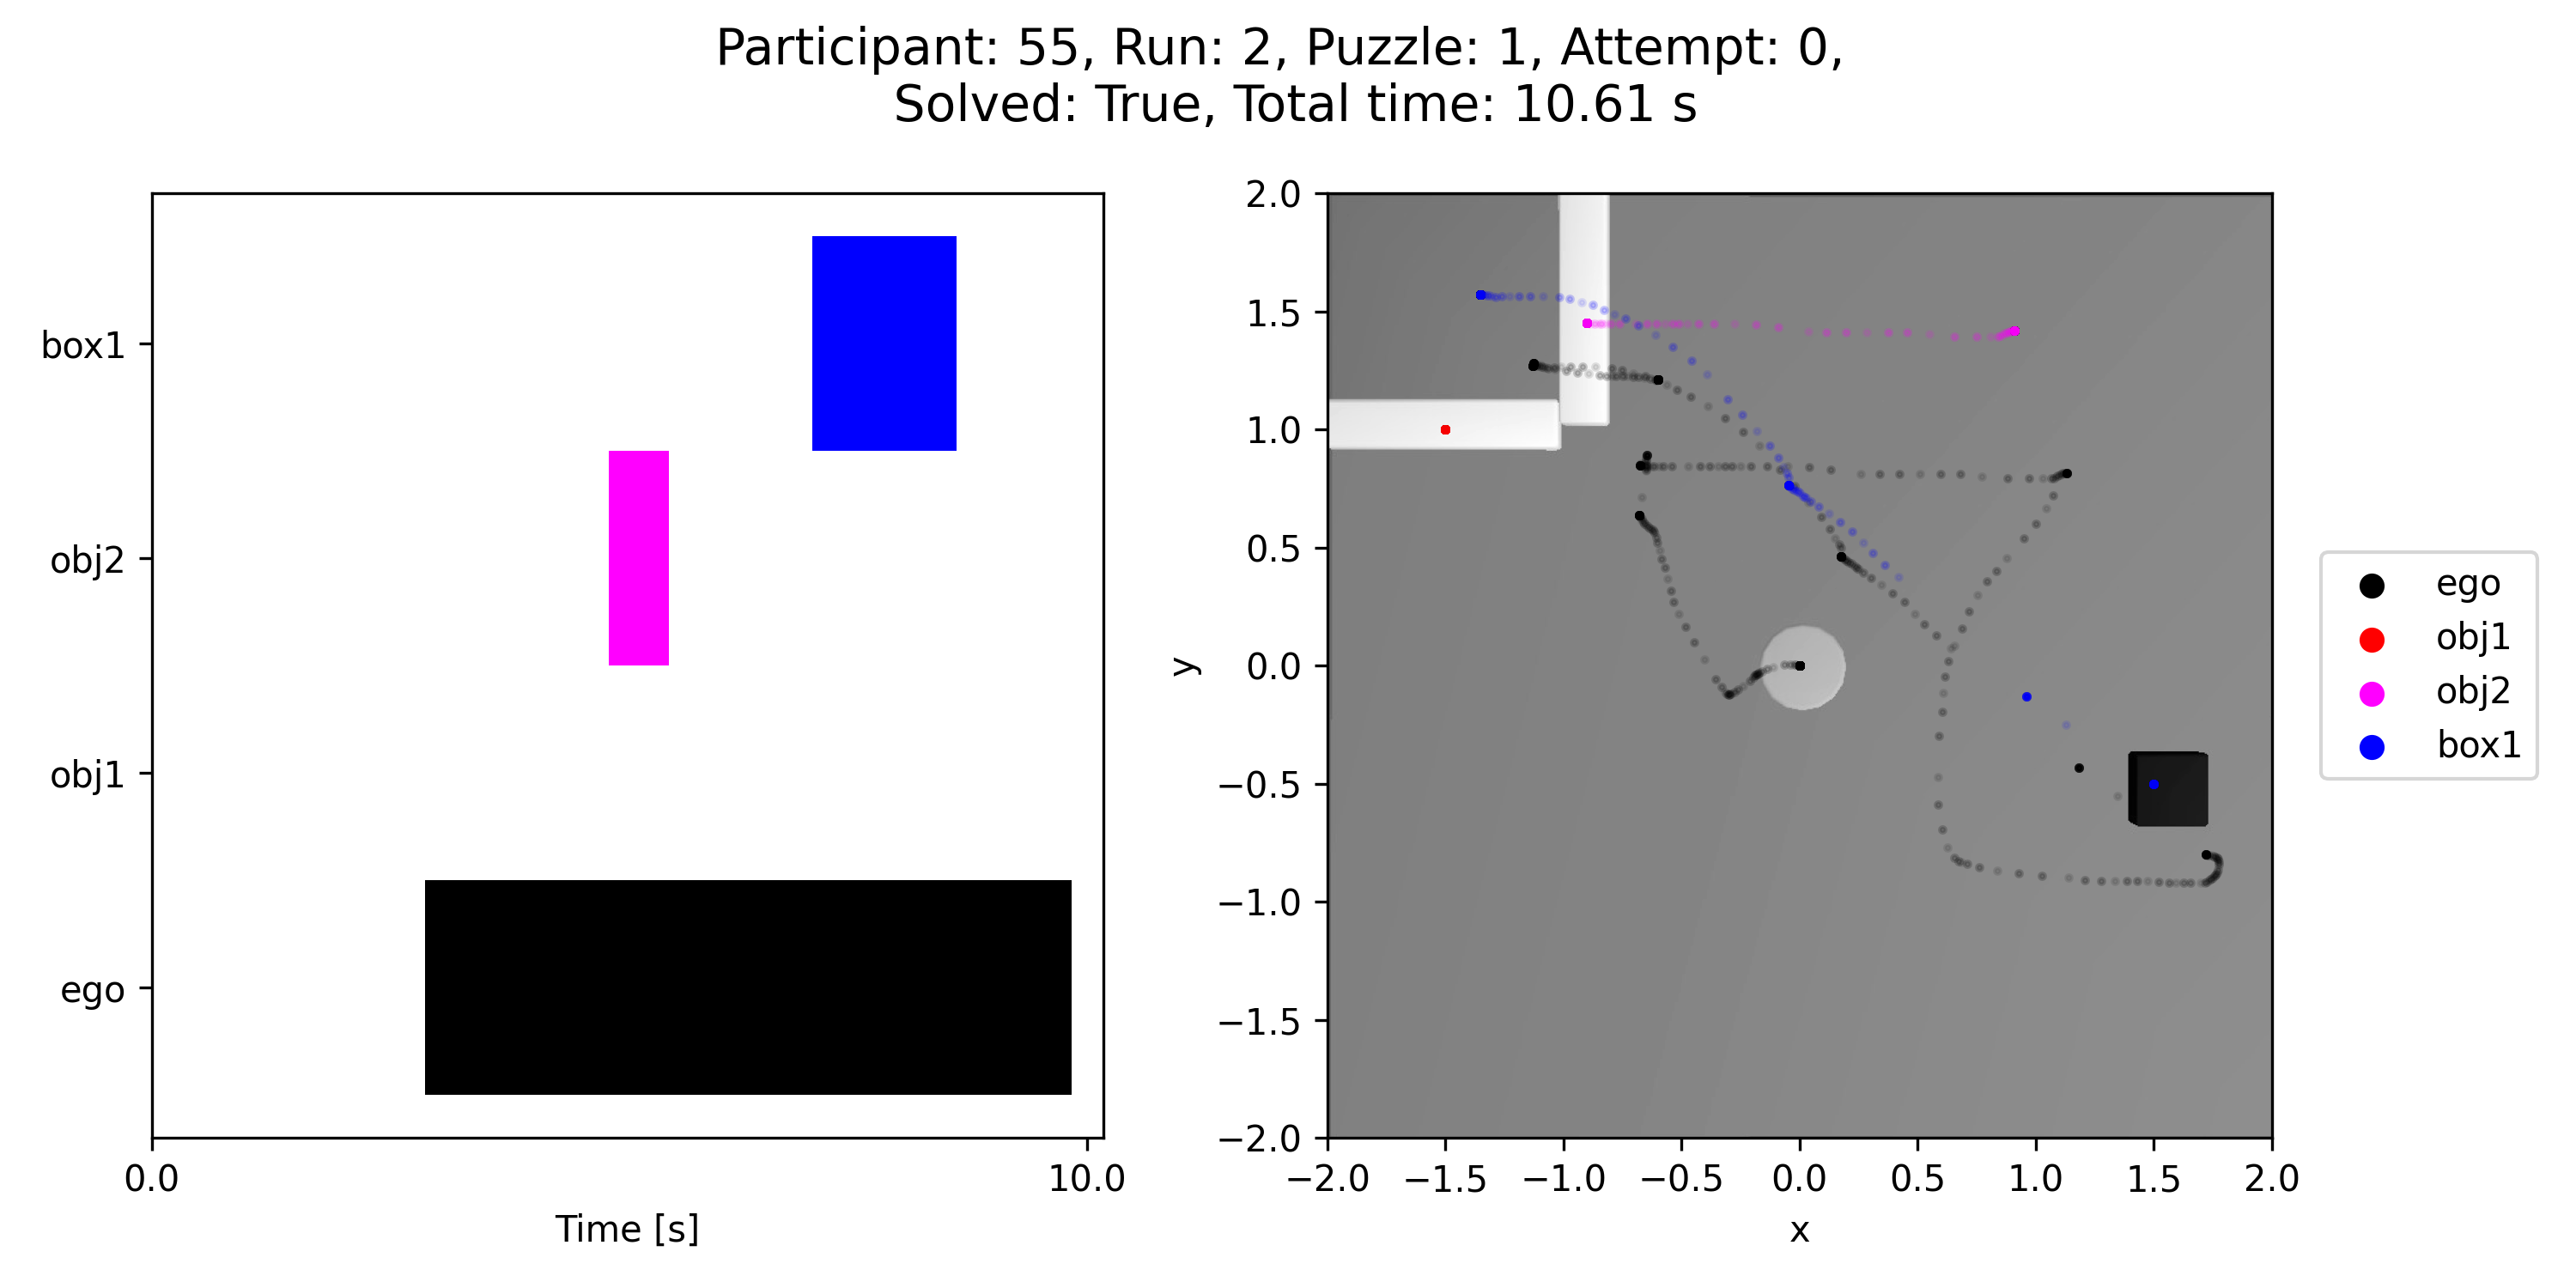 Participant: 55, Run: 2, Puzzle: 1, Attempt: 0,
Solved: True, Total time: 10.61 s
box1
obj2
obj1
ego
0.0
10.0
Time [s]
2.0
1.5
1.0
0.5
0.0
−0.5
−1.0
−1.5
−2.0
y
−2.0
−1.5
−1.0
−0.5
0.0
0.5
1.0
1.5
2.0
x
ego
obj1
obj2
box1